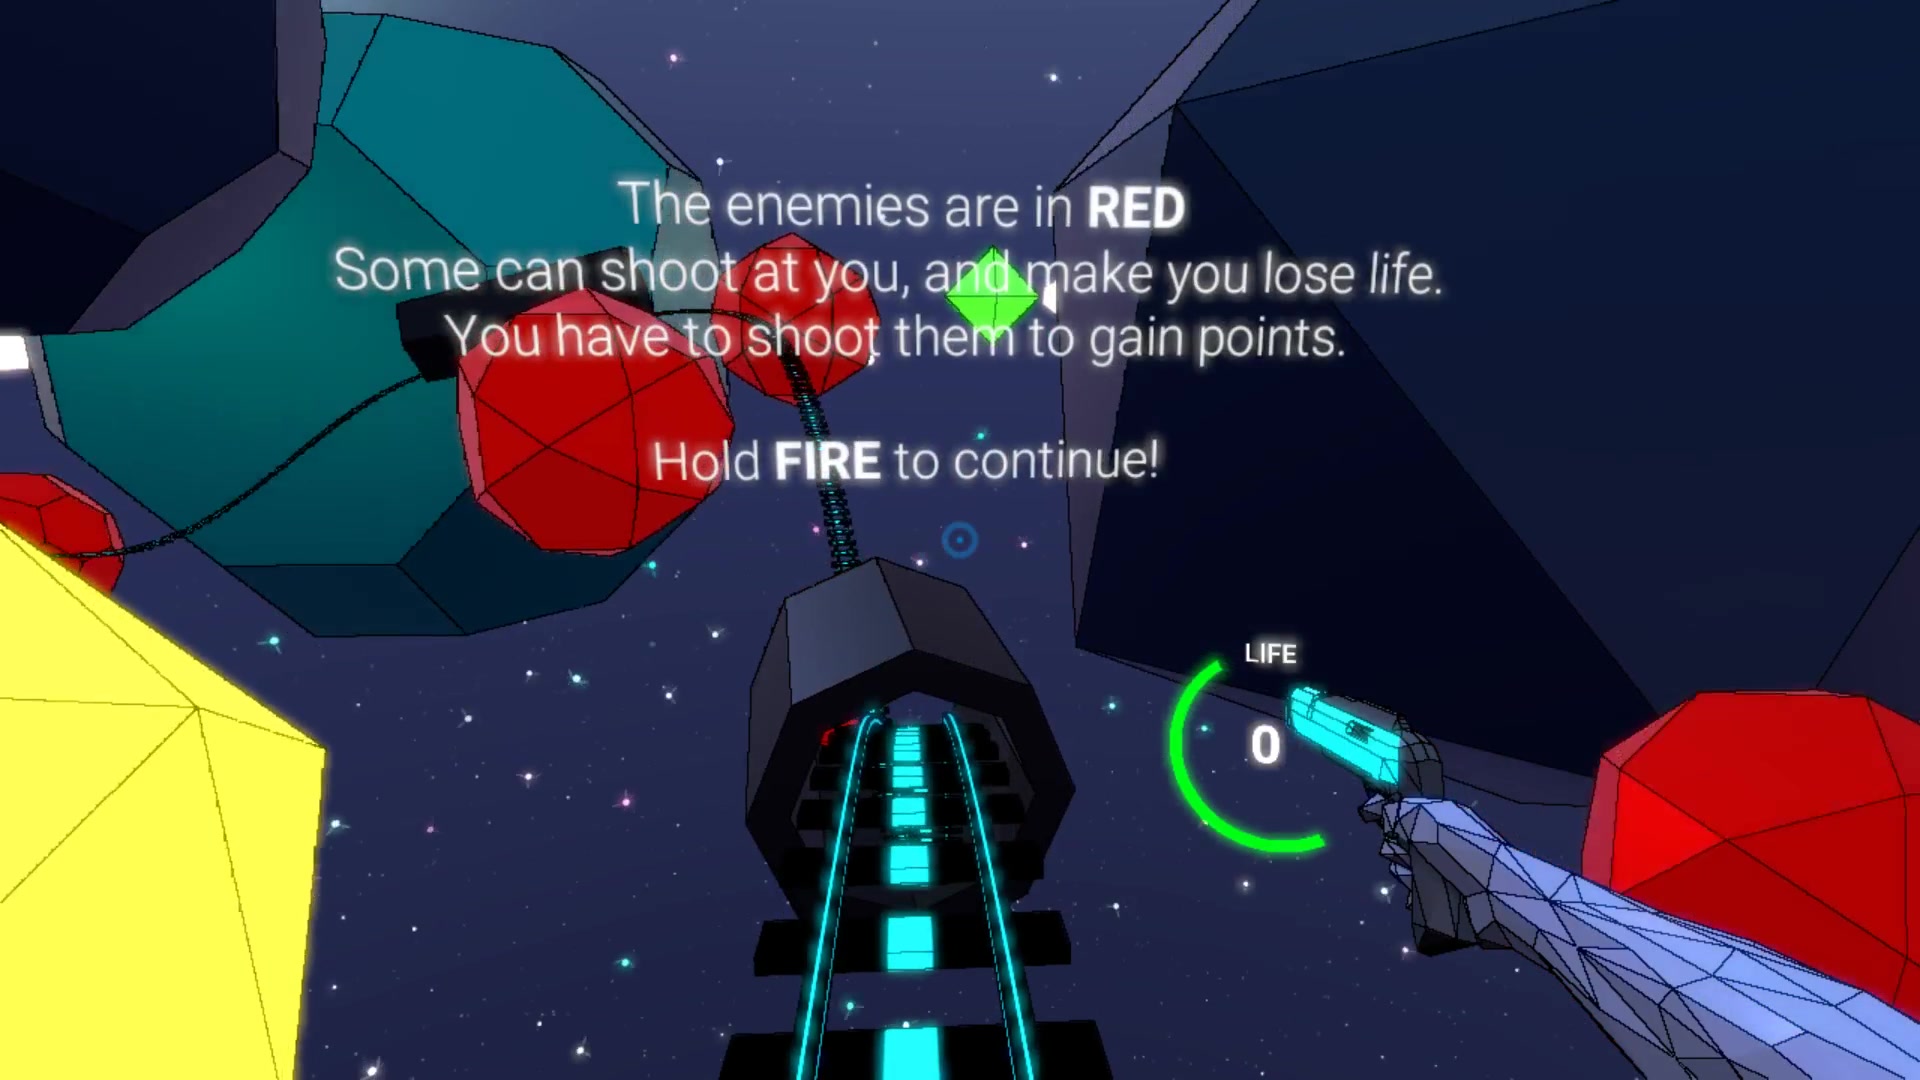 The enemies are in RED
Some can shoot at you, and make you lose life.
You have to shoot them to gain points.
Hold FIRE to continue!
LIFE
0